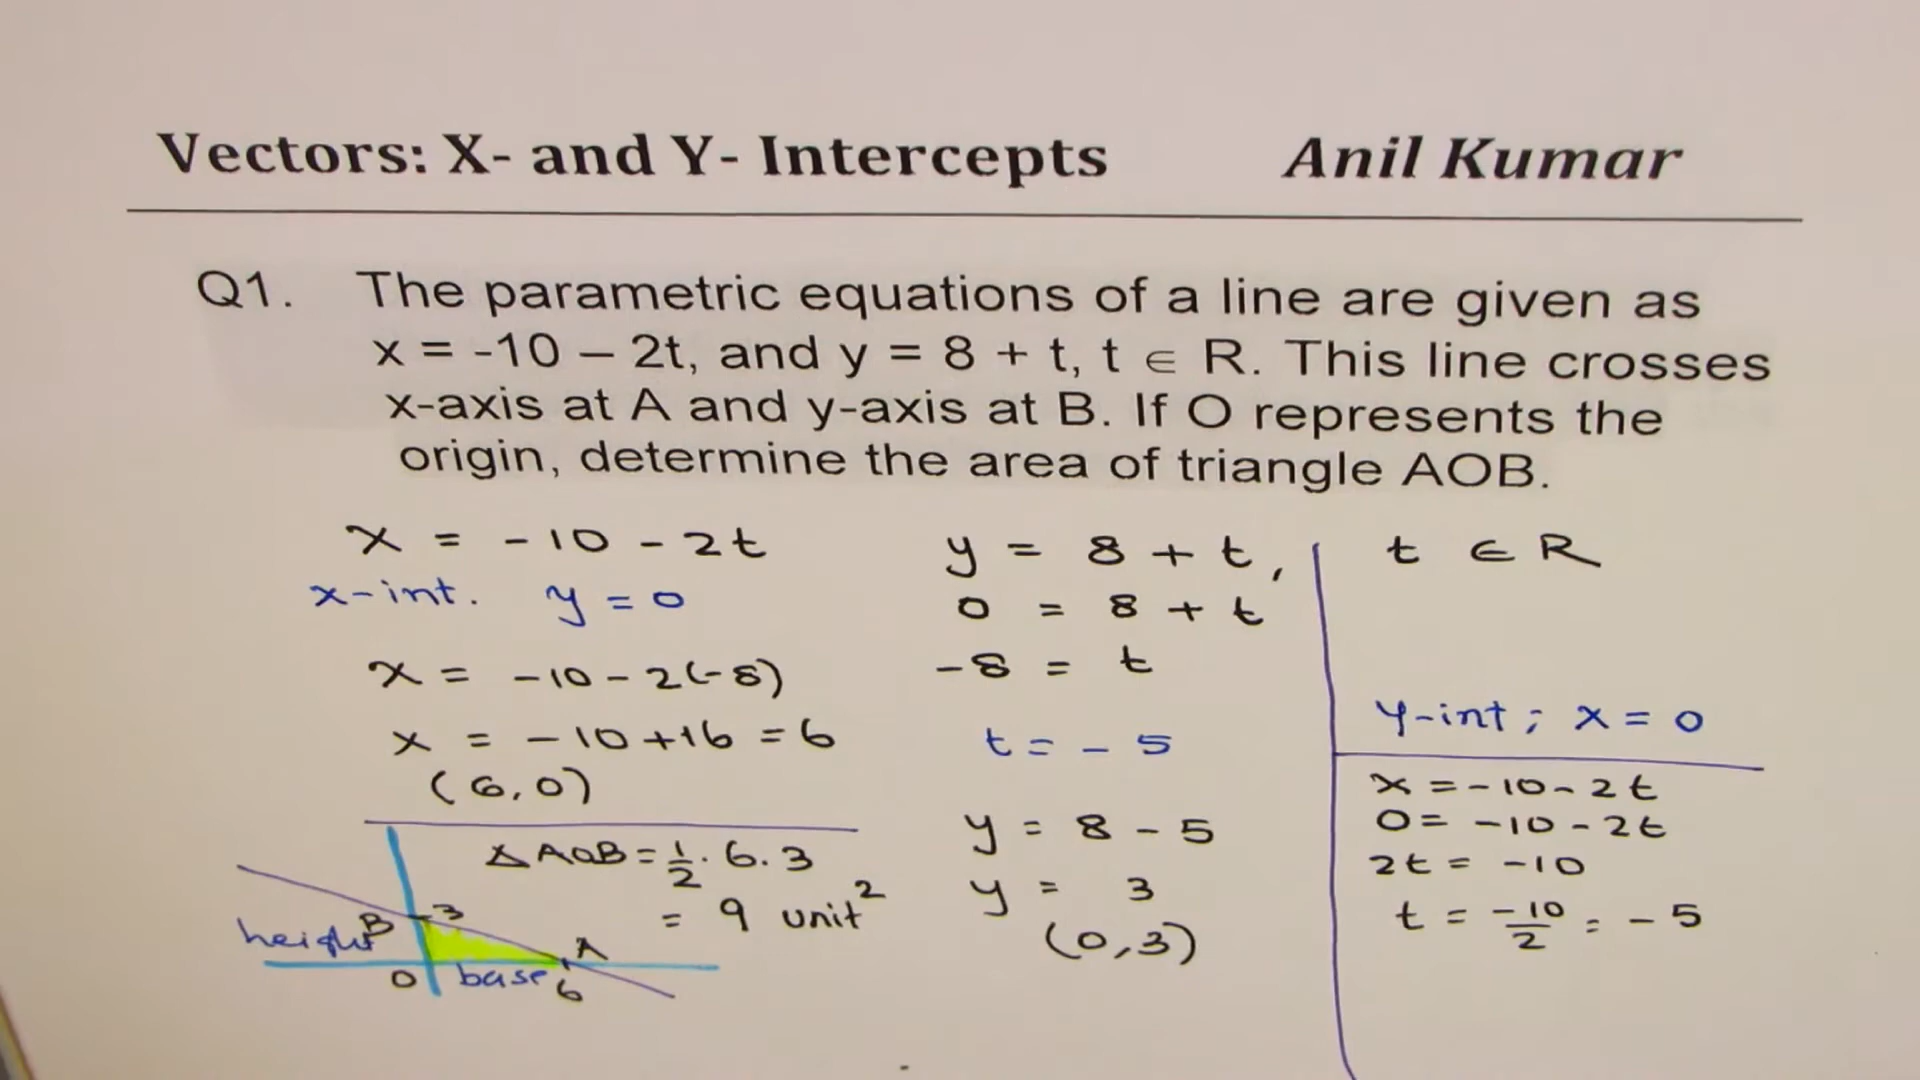 Vectors: X- and Y- Intercepts Anil Kumar
Q1. The parametric equations of a line are given as
x = -10 – 2t, and y = 8 + t, t ∈ R. This line crosses
x-axis at A and y-axis at B. If O represents the
origin, determine the area of triangle AOB.
x = -10 - 2t y = 8 + t, t ∈ R
x-int. y = 0 0 = 8 + t
x = -10 - 2(-8) -8 = t
Y-int; x = 0
x = -10 + 16 = 6 t = - 5
(6,0) x = -10 - 2t
y = 8 - 5 0 = -10 - 2t
△AOB = 1/2 . 6 . 3 2t = -10
= 9 unit² y = 3 t = -10/2 = -5
B 3
height A (0,3)
O base 6